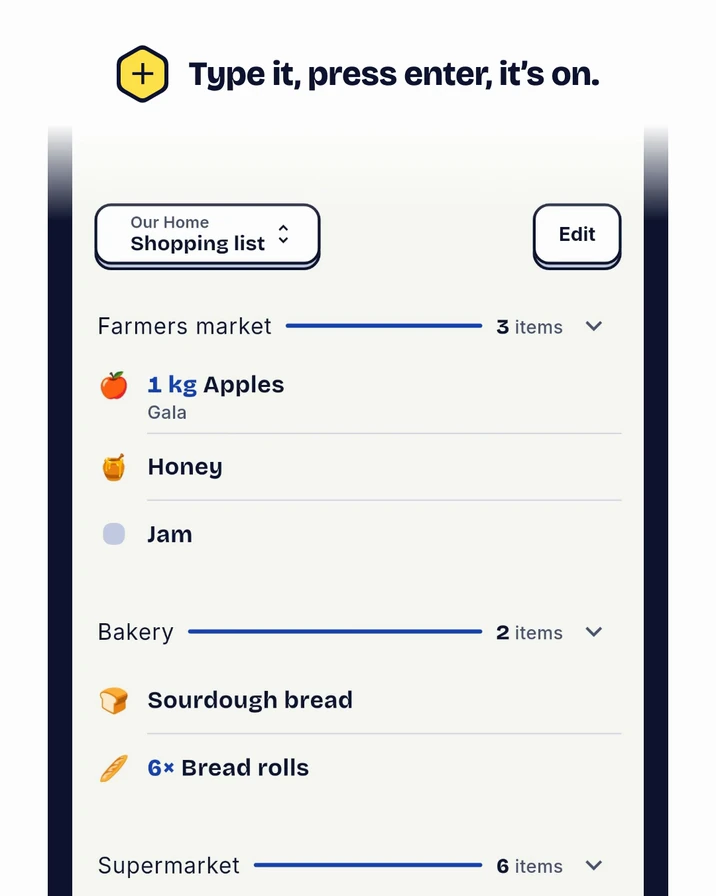 Type it, press enter, it’s on.
Our Home
Shopping list
Edit
Farmers market 3 items
1 kg Apples
Gala
Honey
Jam
Bakery 2 items
Sourdough bread
6× Bread rolls
Supermarket 6 items